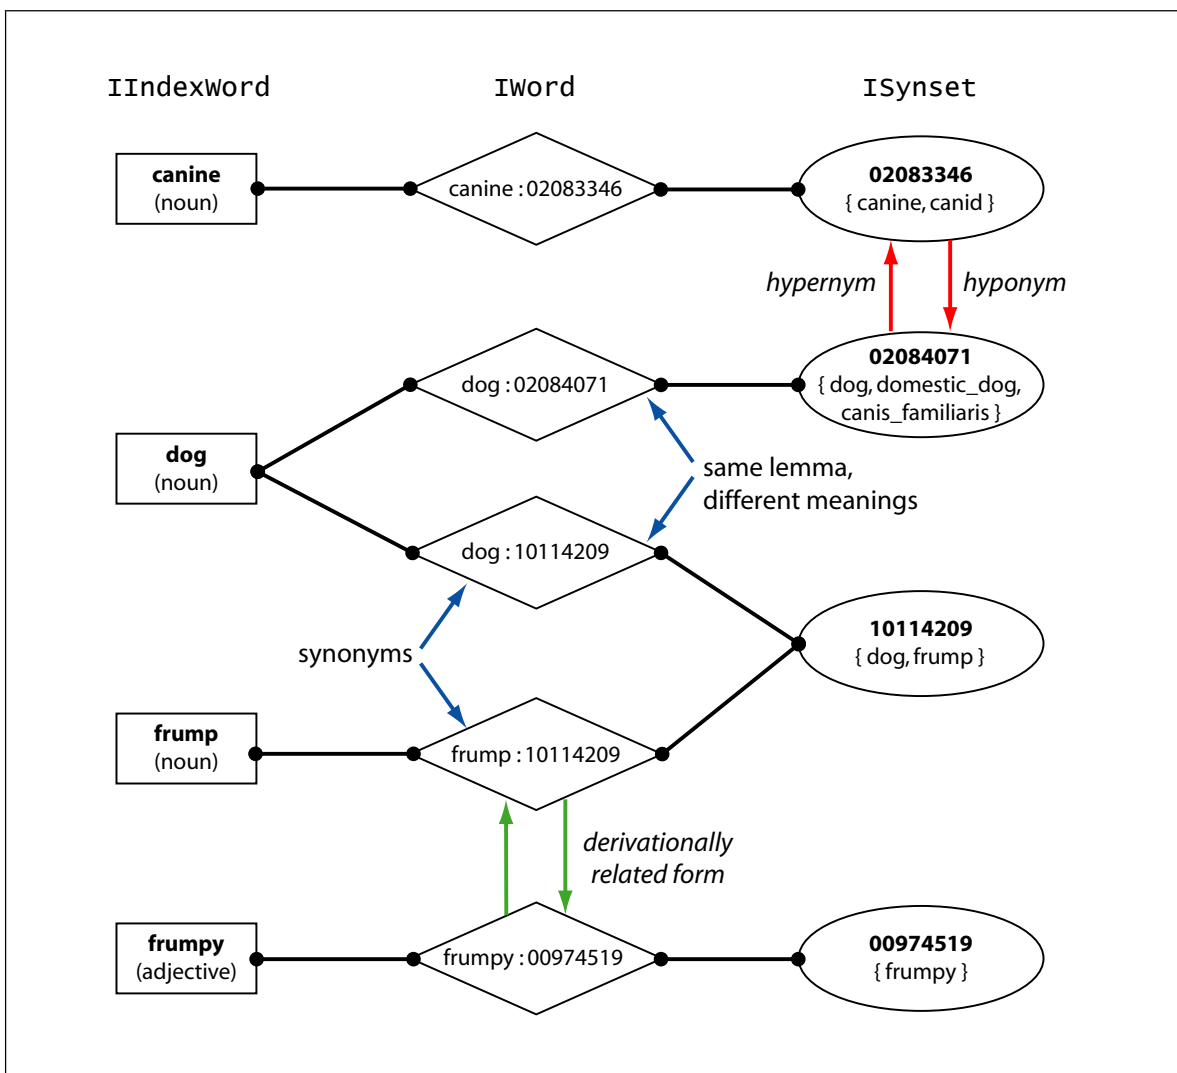 IIndexWord
IWord
ISynset
canine
(noun)
canine : 02083346
02083346
{ canine, canid }
hypernym
hyponym
dog : 02084071
02084071
{ dog, domestic_dog,
canis_familiaris }
dog
(noun)
same lemma,
different meanings
dog : 10114209
synonyms
10114209
{ dog, frump }
frump
(noun)
frump : 10114209
derivationally
related form
frumpy
(adjective)
frumpy : 00974519
00974519
{ frumpy }